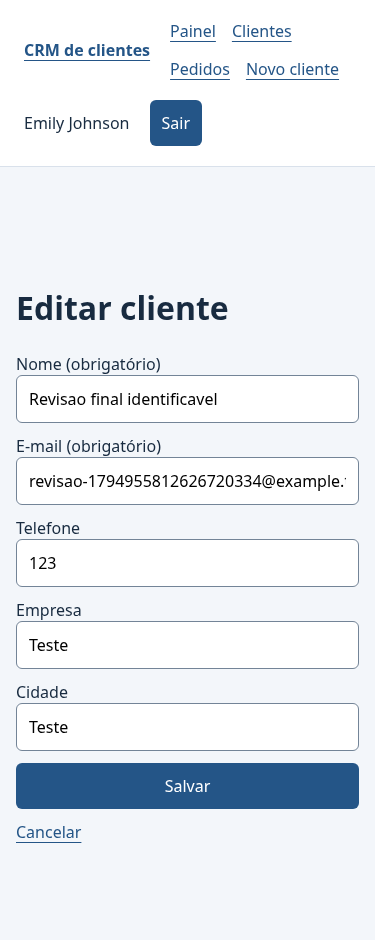 CRM de clientes
Painel Clientes
Pedidos Novo cliente
Emily Johnson Sair
Editar cliente
Nome (obrigatório)
Revisao final identificavel
E-mail (obrigatório)
revisao-1794955812626720334@example.
Telefone
123
Empresa
Teste
Cidade
Teste
Salvar
Cancelar